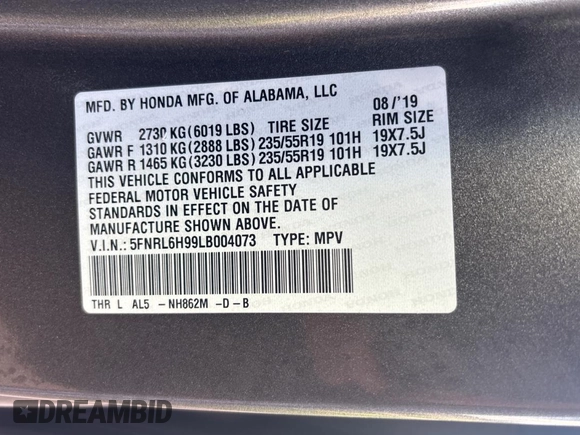 MFD. BY HONDA MFG. OF ALABAMA, LLC
08/'19
GVWR 2730 KG(6019 LBS) TIRE SIZE RIM SIZE
GAWR F 1310 KG(2888 LBS)235/55R19 101H 19X7.5J
GAWR R 1465 KG(3230 LBS)235/55R19 101H 19X7.5J
THIS VEHICLE CONFORMS TO ALL APPLICABLE
FEDERAL MOTOR VEHICLE SAFETY
STANDARDS IN EFFECT ON THE DATE OF
MANUFACTURE SHOWN ABOVE.
V.I.N.: 5FNRL6H99LB004073 TYPE: MPV
THR L AL5 -NH862M -D-B
DREAMBID